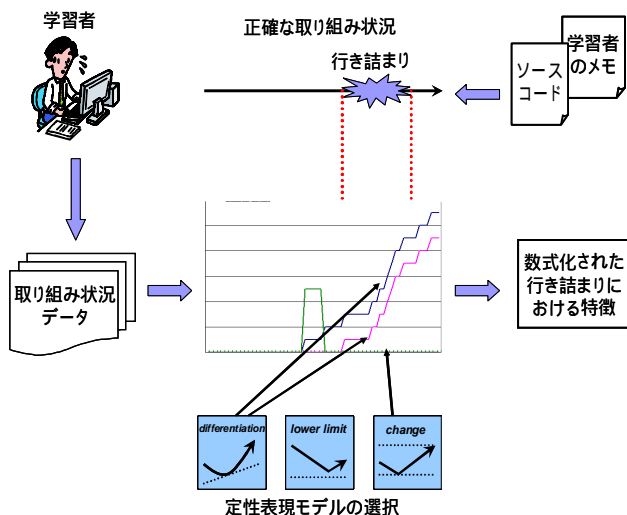 学習者
正確な取り組み状況
行き詰まり
学習者
のメモ
ソース
コード
取り組み状況
データ
数式化された
行き詰まりに
おける特徴
differentiation
lower limit
change
定性表現モデルの選択